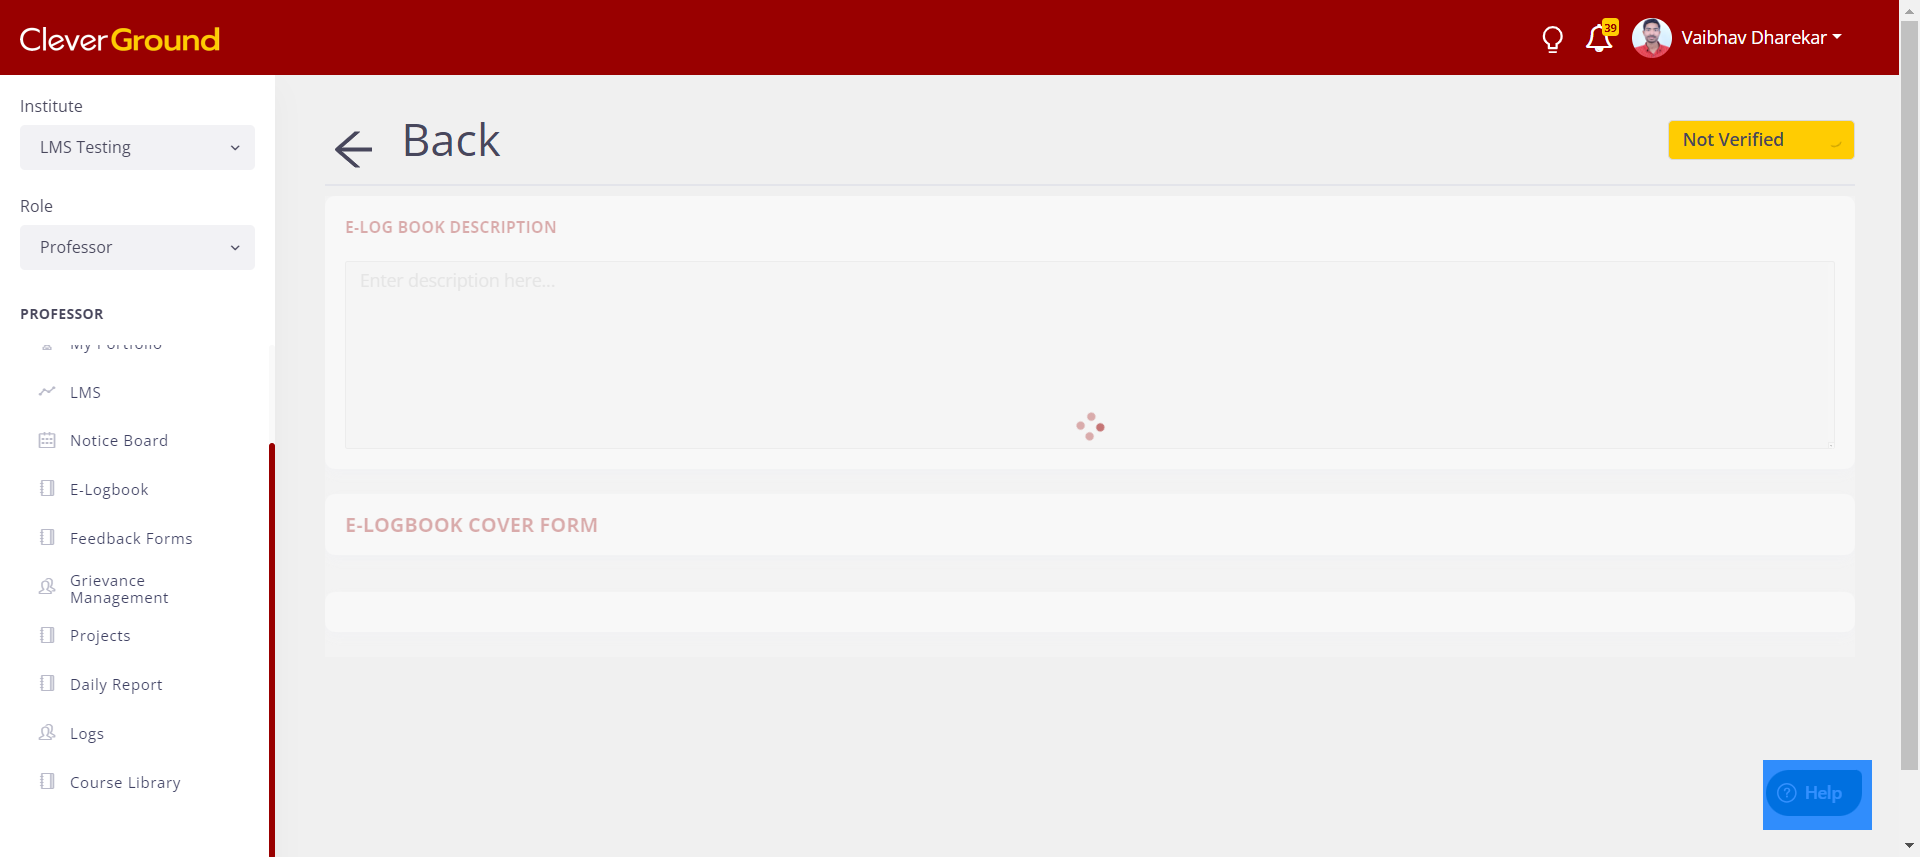 CleverGround
39
Vaibhav Dharekar
Institute
LMS Testing
Role
Professor
PROFESSOR
My Portfolio
LMS
Notice Board
E-Logbook
Feedback Forms
Grievance
Management
Projects
Daily Report
Logs
Course Library
Back
Not Verified
E-LOG BOOK DESCRIPTION
Enter description here...
E-LOGBOOK COVER FORM
Help